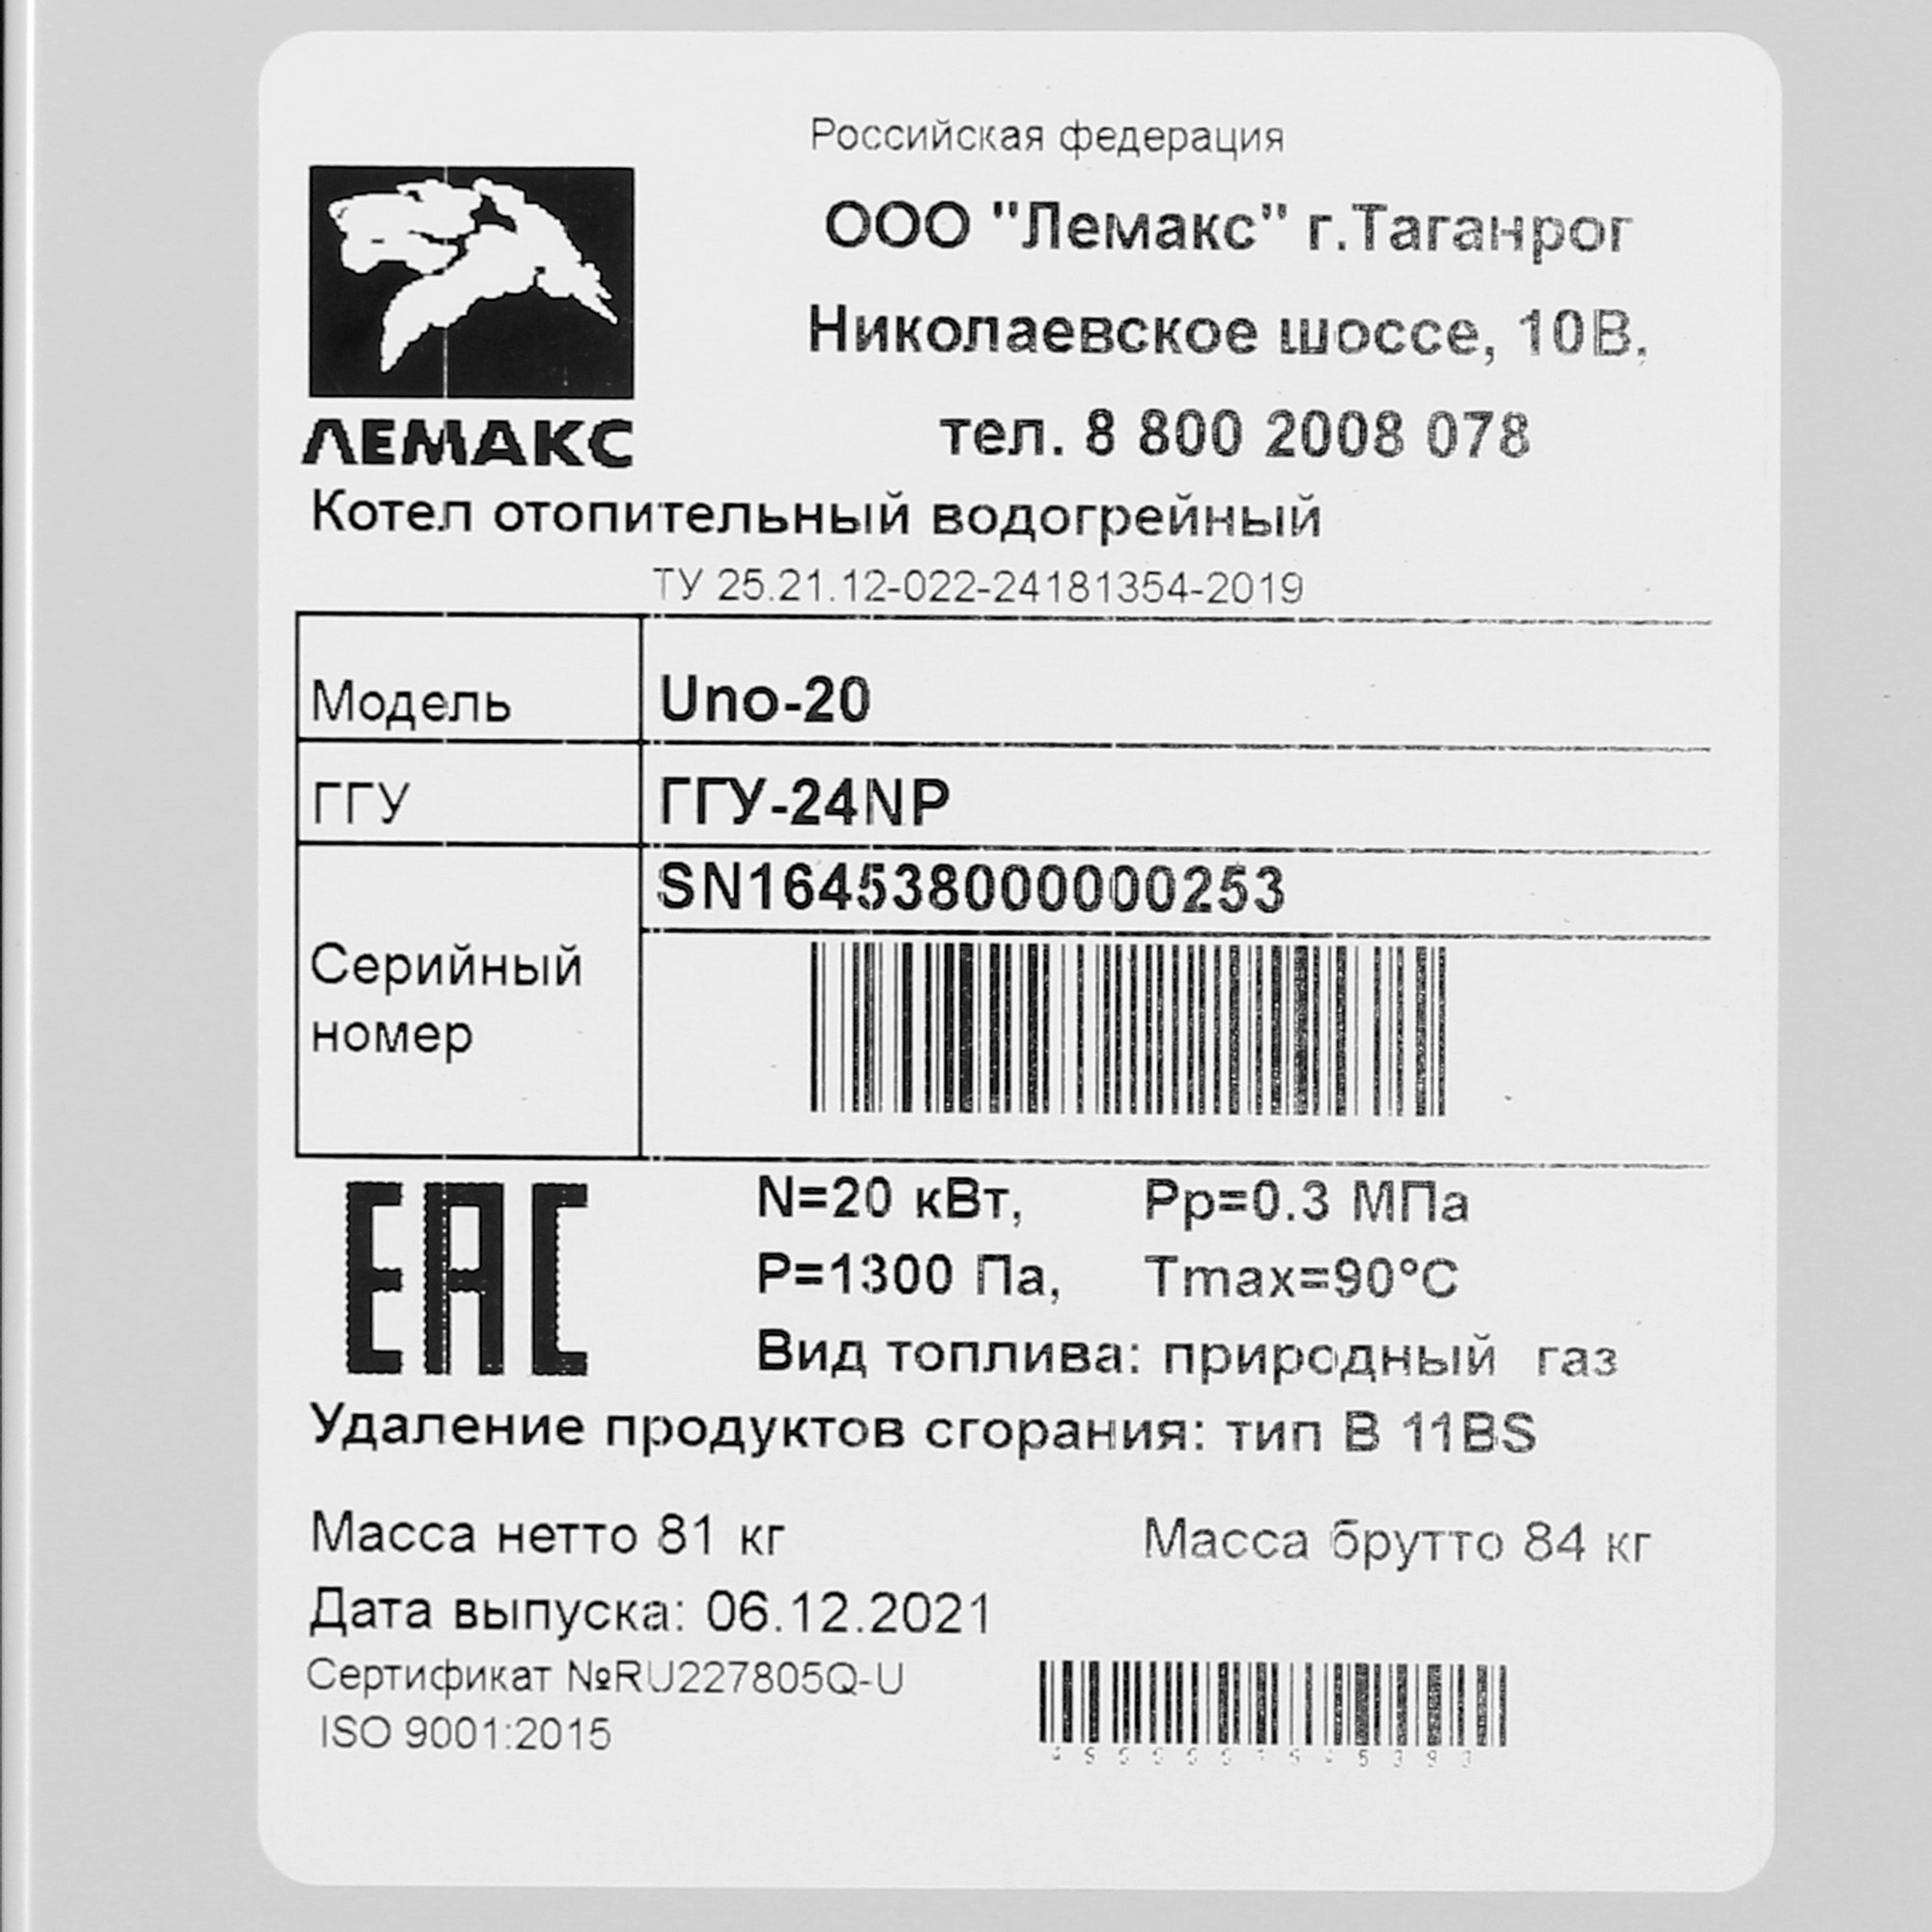 Российская федерация
ООО "Лемакс" г.Таганрог
Николаевское шоссе, 10В.
тел. 8 800 2008 078
ЛЕМАКС
Котел отопительный водогрейный
ТУ 25.21.12-022-24181354-2019
Модель Uno-20
ГГУ ГГУ-24NP
SN164538000000253
Серийный
номер
EAC
N=20 кВт, Pp=0.3 МПа
P=1300 Па, Tmax=90°C
Вид топлива: природный газ
Удаление продуктов сгорания: тип В 11BS
Масса нетто 81 кг Масса брутто 84 кг
Дата выпуска: 06.12.2021
Сертификат №RU227805Q-U
ISO 9001:2015